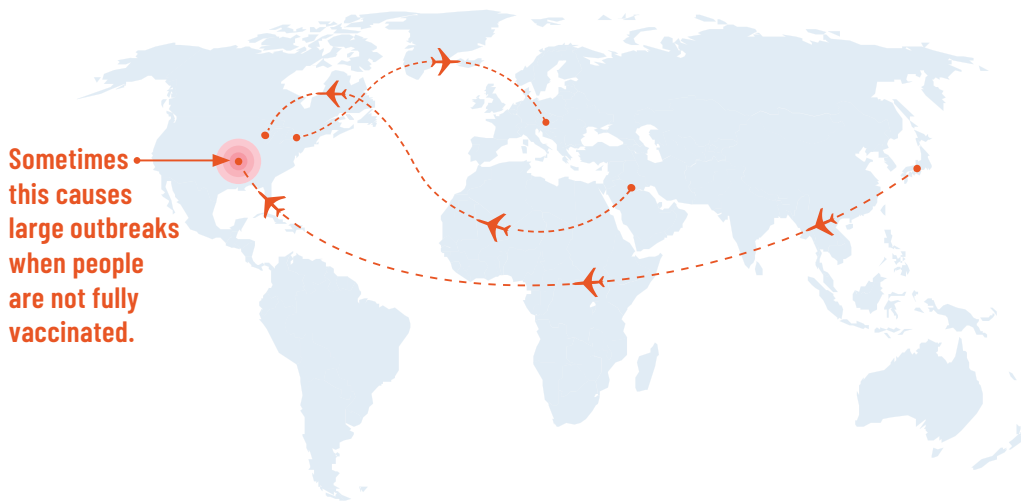 Sometimes
this causes
large outbreaks
when people
are not fully
vaccinated.